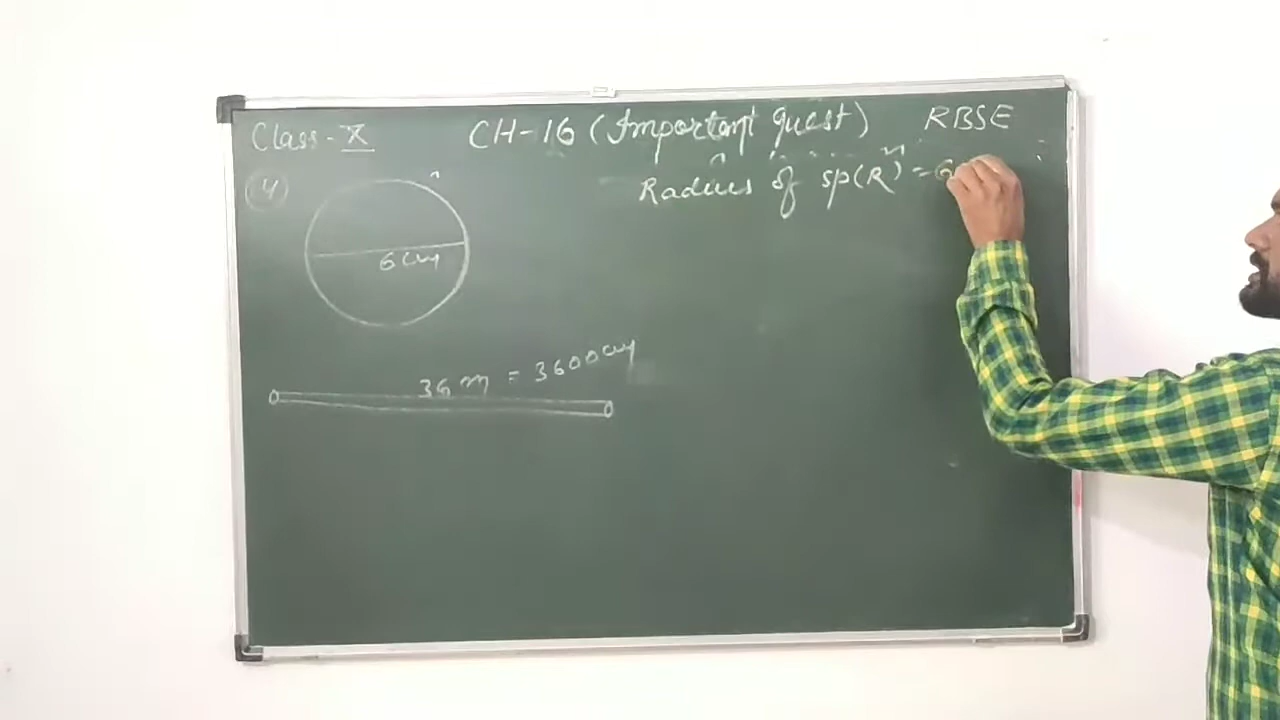 Class - X CH-16 (Important quest) RBSE
(4) Radius of sp(R) = 6
6 cm
36 m = 3600 cm